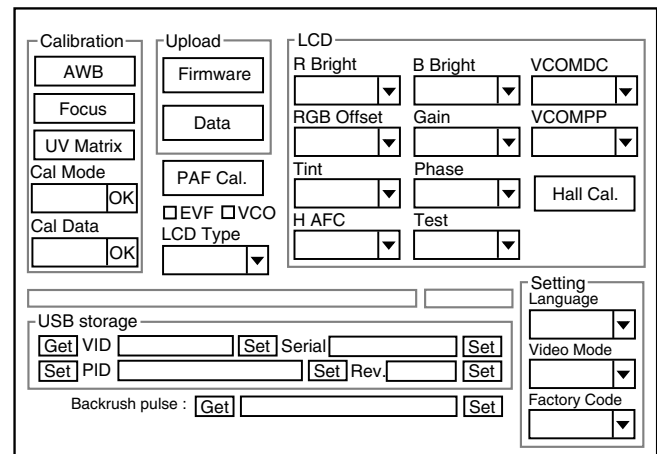 Calibration
AWB
Focus
UV Matrix
Cal Mode
OK
Cal Data
OK
Upload
Firmware
Data
PAF Cal.
EVF VCO
LCD Type
LCD
R Bright B Bright VCOMDC
RGB Offset Gain VCOMPP
Tint Phase
Hall Cal.
H AFC Test
USB storage
Get VID Set Serial Set
Set PID Set Rev. Set
Backrush pulse : Get Set
Setting
Language
Video Mode
Factory Code